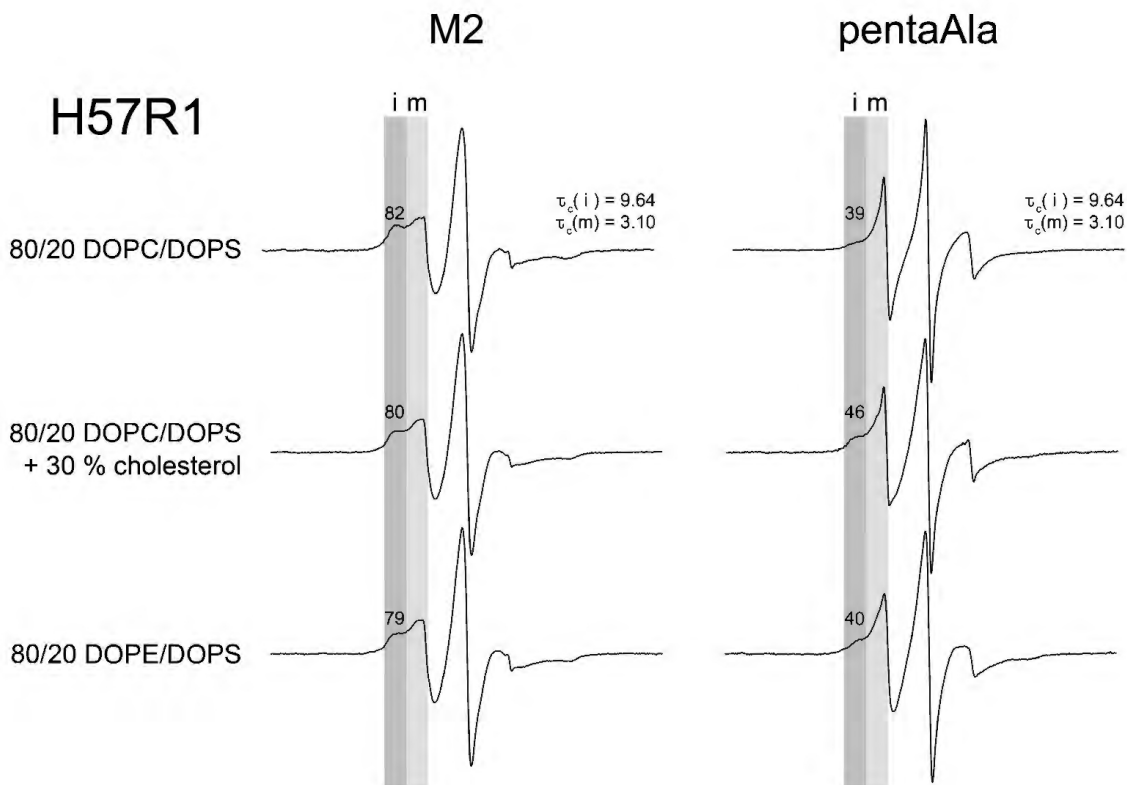 M2 pentaAla
H57R1
i m i m
80/20 DOPC/DOPS
82
τc( i ) = 9.64
τc(m) = 3.10
39
τc( i ) = 9.64
τc(m) = 3.10
80/20 DOPC/DOPS
+ 30 % cholesterol
80
46
80/20 DOPE/DOPS
79
40